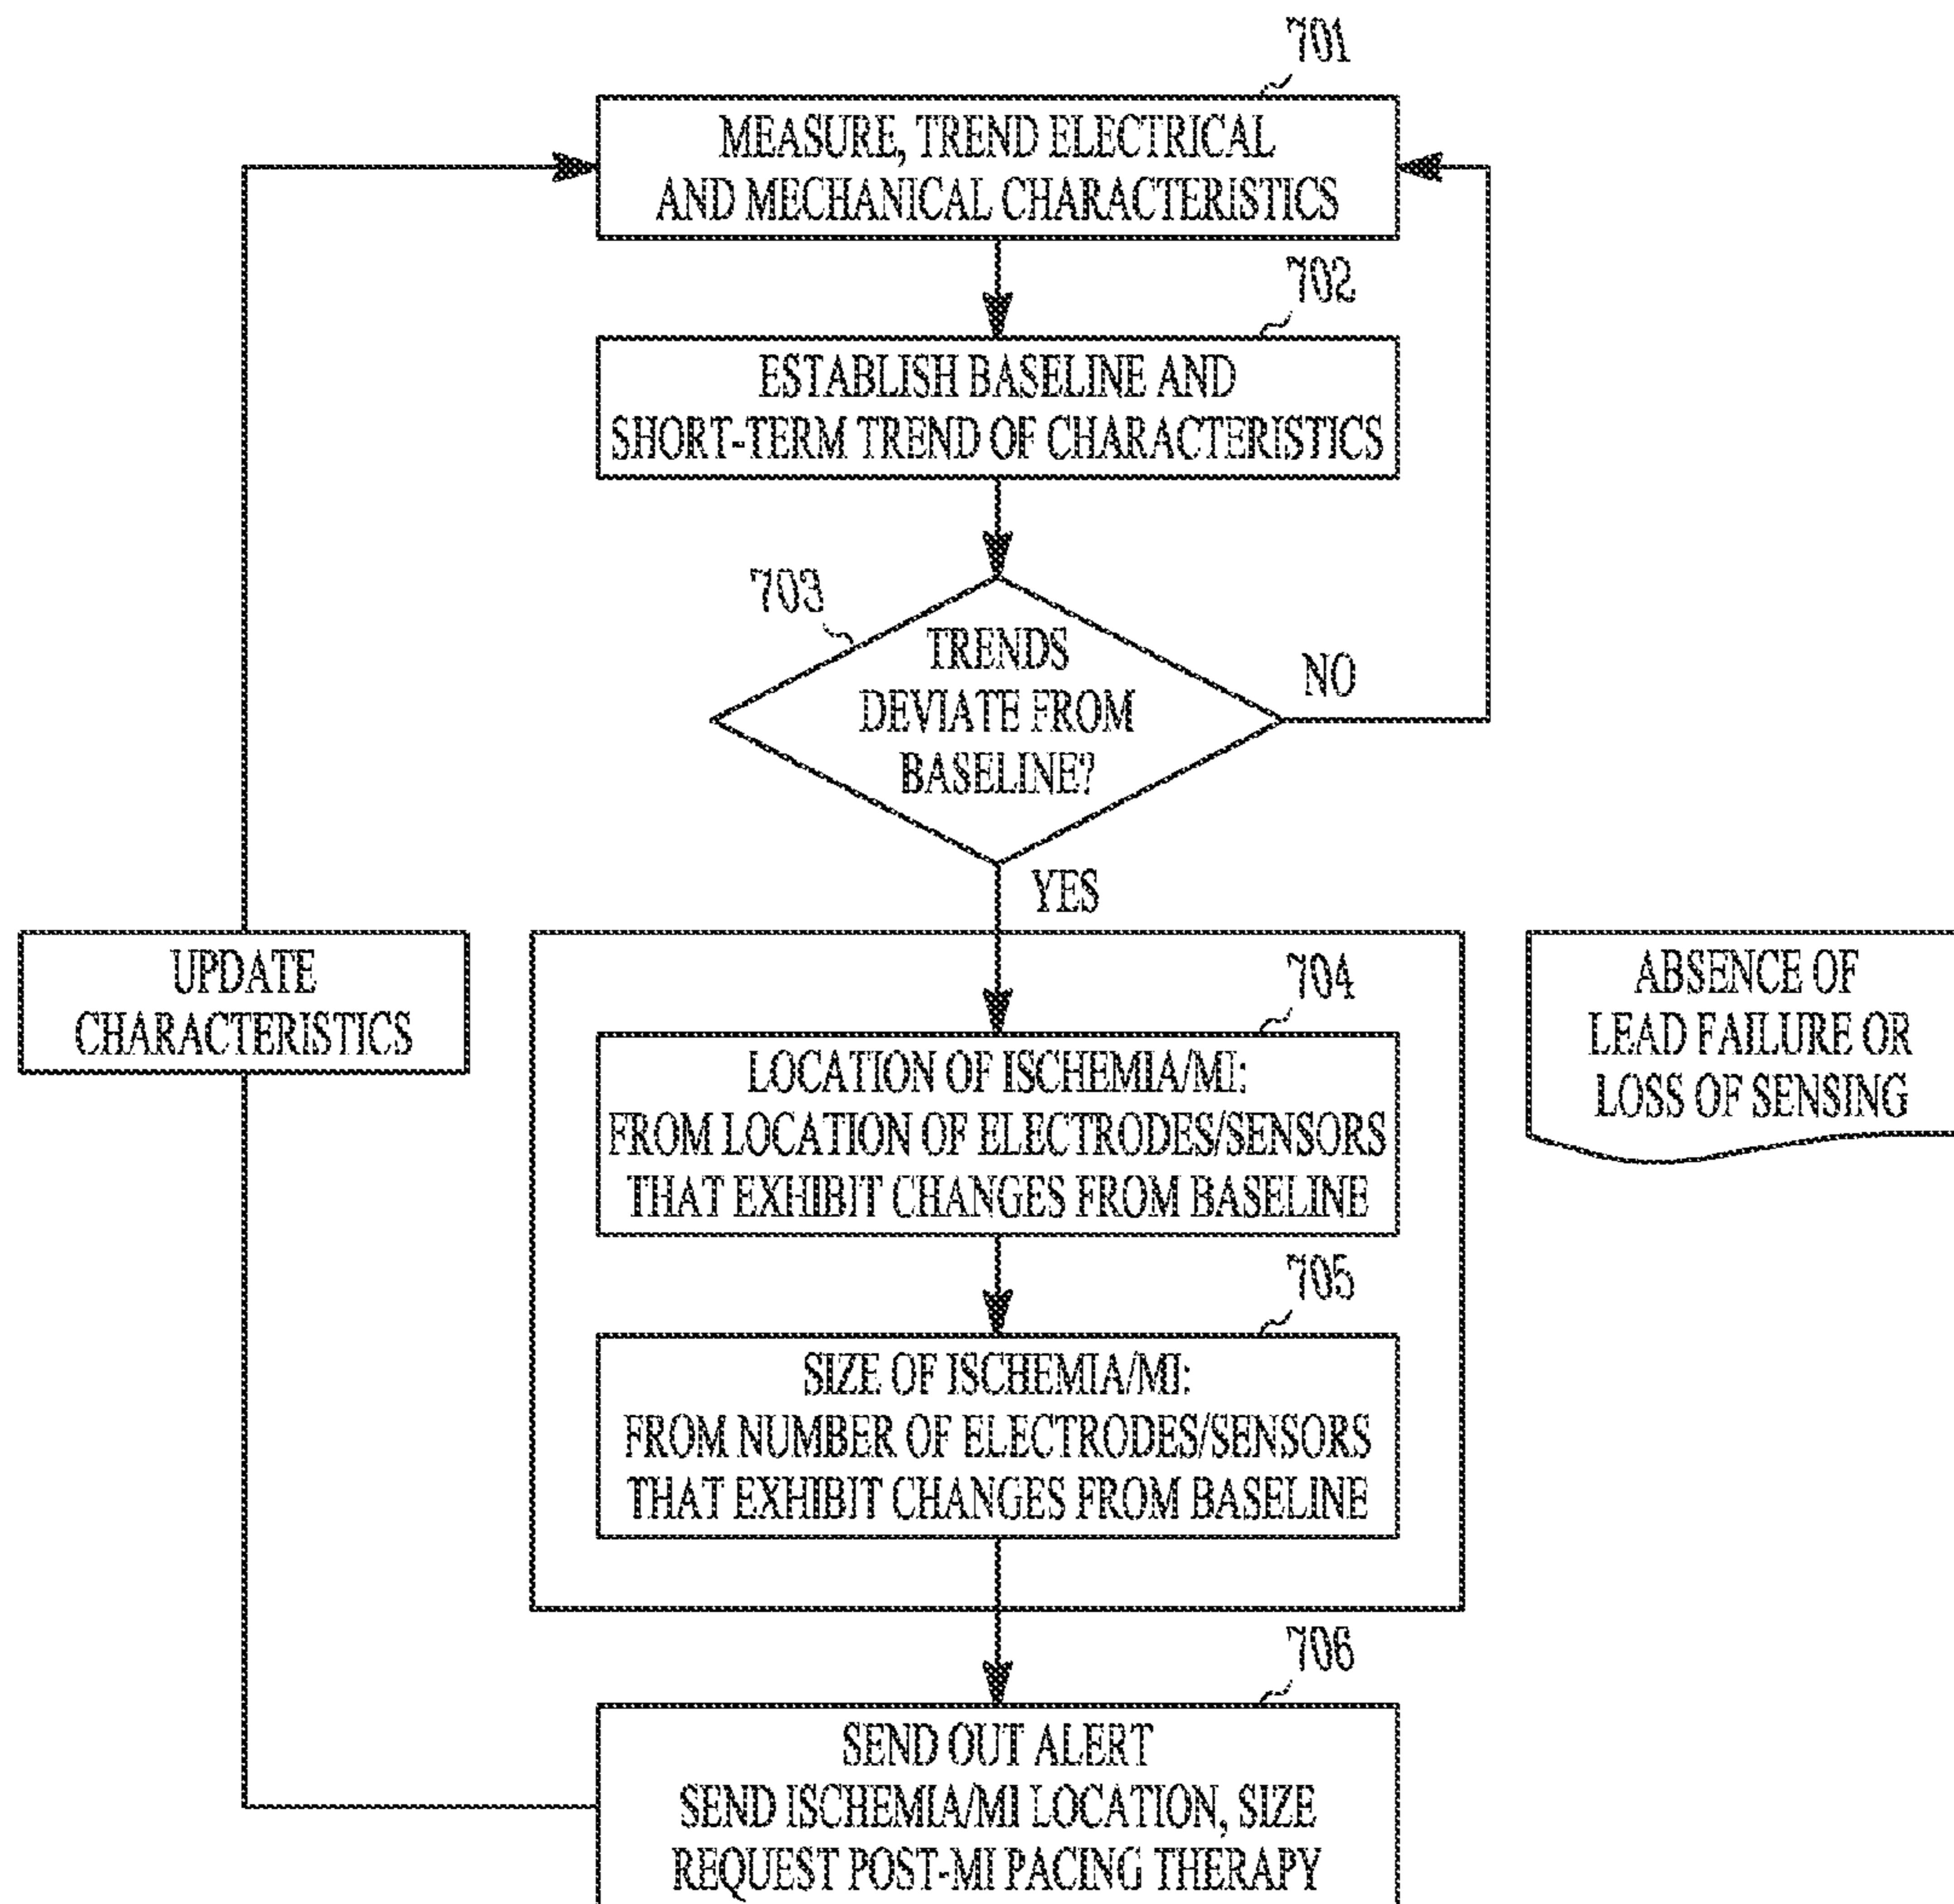 701
MEASURE, TREND ELECTRICAL
AND MECHANICAL CHARACTERISTICS
702
ESTABLISH BASELINE AND
SHORT-TERM TREND OF CHARACTERISTICS
703
TRENDS
DEVIATE FROM
BASELINE?
NO
YES
UPDATE
CHARACTERISTICS
704
LOCATION OF ISCHEMIA/MI:
FROM LOCATION OF ELECTRODES/SENSORS
THAT EXHIBIT CHANGES FROM BASELINE
ABSENCE OF
LEAD FAILURE OR
LOSS OF SENSING
705
SIZE OF ISCHEMIA/MI:
FROM NUMBER OF ELECTRODES/SENSORS
THAT EXHIBIT CHANGES FROM BASELINE
706
SEND OUT ALERT
SEND ISCHEMIA/MI LOCATION, SIZE
REQUEST POST-MI PACING THERAPY